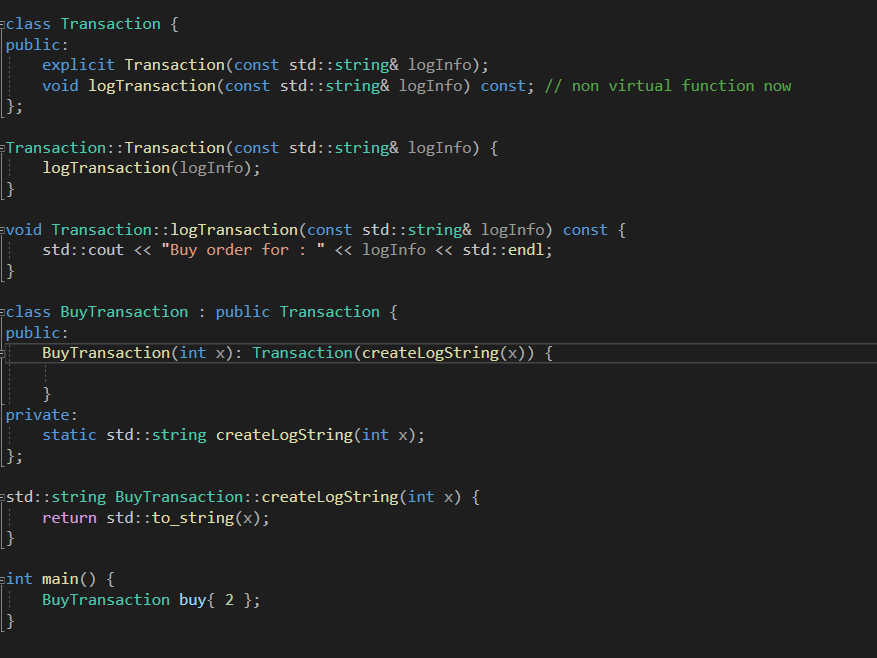 class Transaction {
public:
    explicit Transaction(const std::string& logInfo);
    void logTransaction(const std::string& logInfo) const; // non virtual function now
};

Transaction::Transaction(const std::string& logInfo) {
    logTransaction(logInfo);
}

void Transaction::logTransaction(const std::string& logInfo) const {
    std::cout << "Buy order for : " << logInfo << std::endl;
}

class BuyTransaction : public Transaction {
public:
    BuyTransaction(int x): Transaction(createLogString(x)) {

    }
private:
    static std::string createLogString(int x);
};

std::string BuyTransaction::createLogString(int x) {
    return std::to_string(x);
}

int main() {
    BuyTransaction buy{ 2 };
}